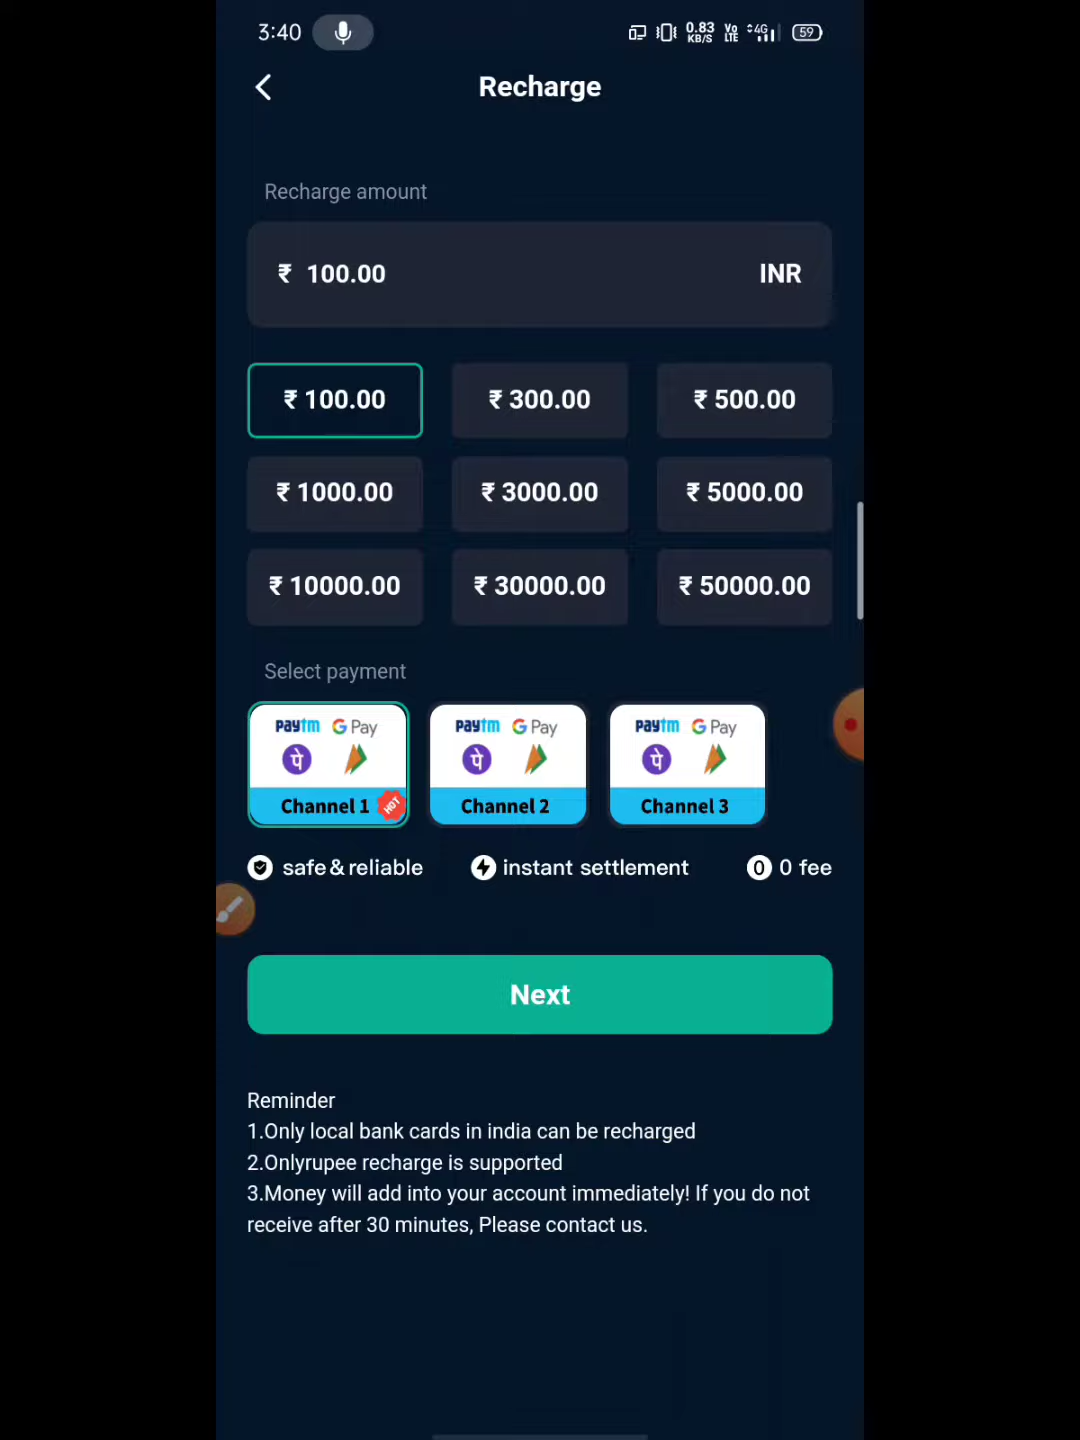 3:40 0.83 KB/S Vo LTE 4G 59
Recharge
Recharge amount
₹ 100.00 INR
₹ 100.00 ₹ 300.00 ₹ 500.00
₹ 1000.00 ₹ 3000.00 ₹ 5000.00
₹ 10000.00 ₹ 30000.00 ₹ 50000.00
Select payment
paytm G Pay paytm G Pay paytm G Pay
पे पे पे
Channel 1 HOT Channel 2 Channel 3
safe & reliable instant settlement 0 0 fee
Next
Reminder
1.Only local bank cards in india can be recharged
2.Onlyrupee recharge is supported
3.Money will add into your account immediately! If you do not
receive after 30 minutes, Please contact us.